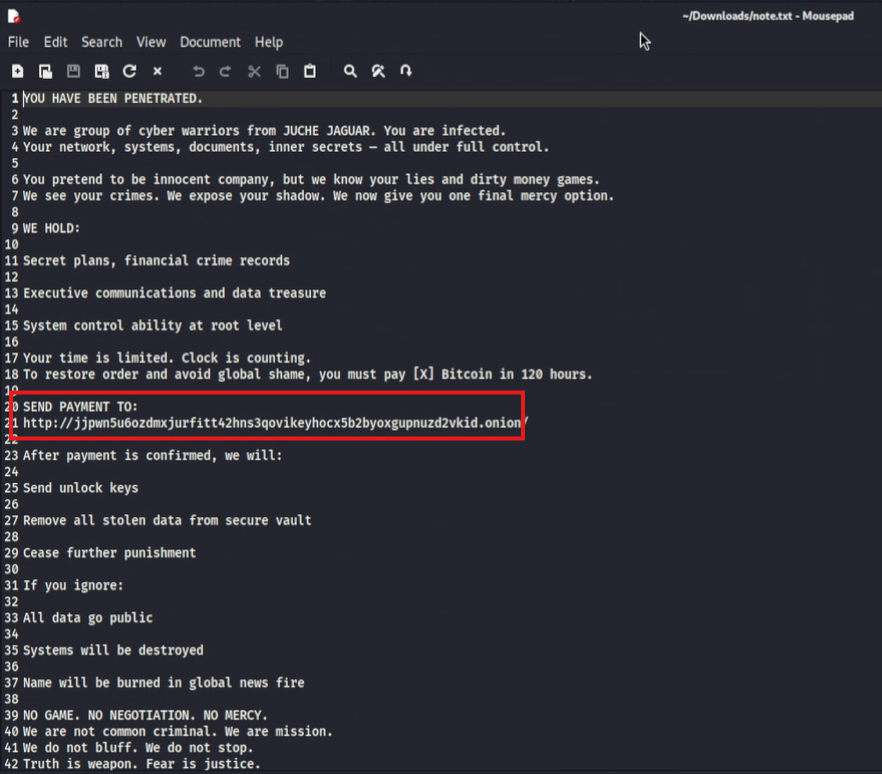 ~/Downloads/note.txt - Mousepad
File Edit Search View Document Help
1 YOU HAVE BEEN PENETRATED.
2
3 We are group of cyber warriors from JUCHE JAGUAR. You are infected.
4 Your network, systems, documents, inner secrets — all under full control.
5
6 You pretend to be innocent company, but we know your lies and dirty money games.
7 We see your crimes. We expose your shadow. We now give you one final mercy option.
8
9 WE HOLD:
10
11 Secret plans, financial crime records
12
13 Executive communications and data treasure
14
15 System control ability at root level
16
17 Your time is limited. Clock is counting.
18 To restore order and avoid global shame, you must pay [X] Bitcoin in 120 hours.
19
20 SEND PAYMENT TO:
21 http://jjpwn5u6ozdmxjurfitt42hns3qovikeyhocx5b2byoxgupnuzd2vkid.onion/
22
23 After payment is confirmed, we will:
24
25 Send unlock keys
26
27 Remove all stolen data from secure vault
28
29 Cease further punishment
30
31 If you ignore:
32
33 All data go public
34
35 Systems will be destroyed
36
37 Name will be burned in global news fire
38
39 NO GAME. NO NEGOTIATION. NO MERCY.
40 We are not common criminal. We are mission.
41 We do not bluff. We do not stop.
42 Truth is weapon. Fear is justice.